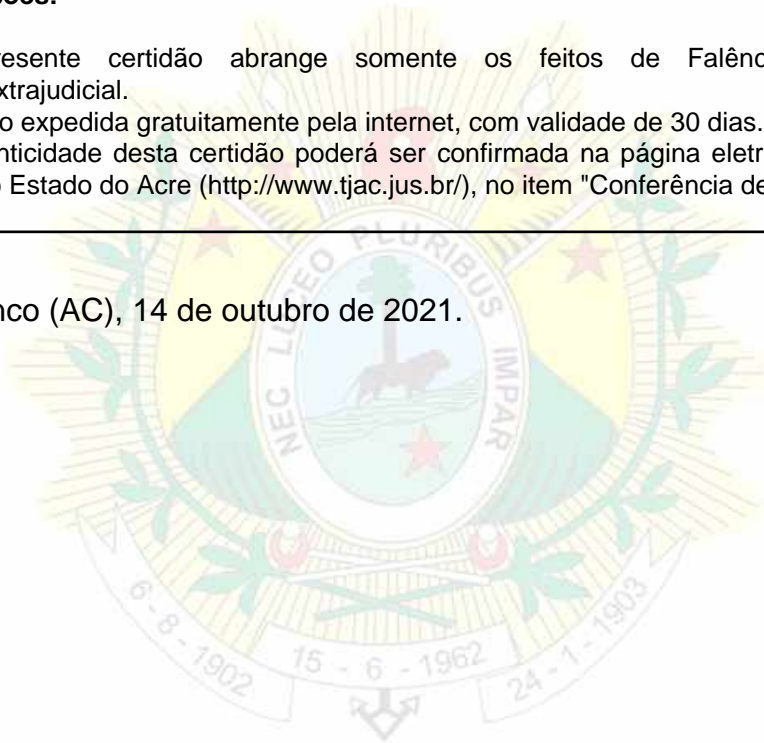 resente certidão abrange somente os feitos de Falênc
xtrajudicial.
o expedida gratuitamente pela internet, com validade de 30 dias.
nticidade desta certidão poderá ser confirmada na página eletr
o Estado do Acre (http://www.tjac.jus.br/), no item "Conferência de
nco (AC), 14 de outubro de 2021.
NEC LUCEO PLURIBUS IMPAR
6 - 8 - 1902
15 - 6 - 1962
24 - 1 - 1903